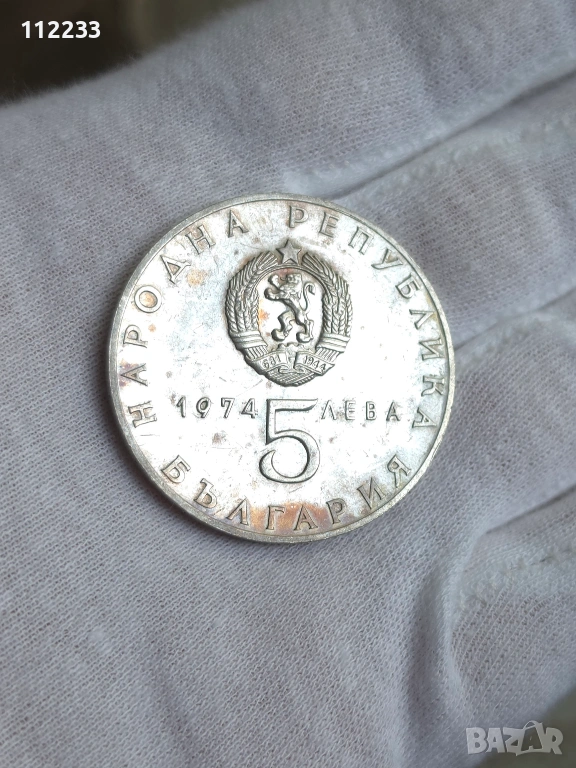 112233
НАРОДНА РЕПУБЛИКА
681 1944
1974 5 ЛЕВА
БЪЛГАРИЯ
BAZAR